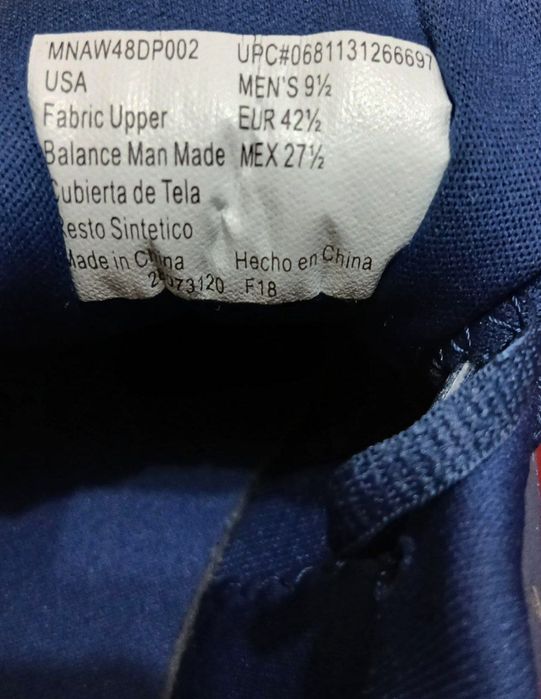 MNAW48DP002 UPC#0681131266697
USA MEN'S 9½
Fabric Upper EUR 42½
Balance Man Made MEX 27½
Cubierta de Tela
Resto Sintetico
Made in China Hecho en China
F18